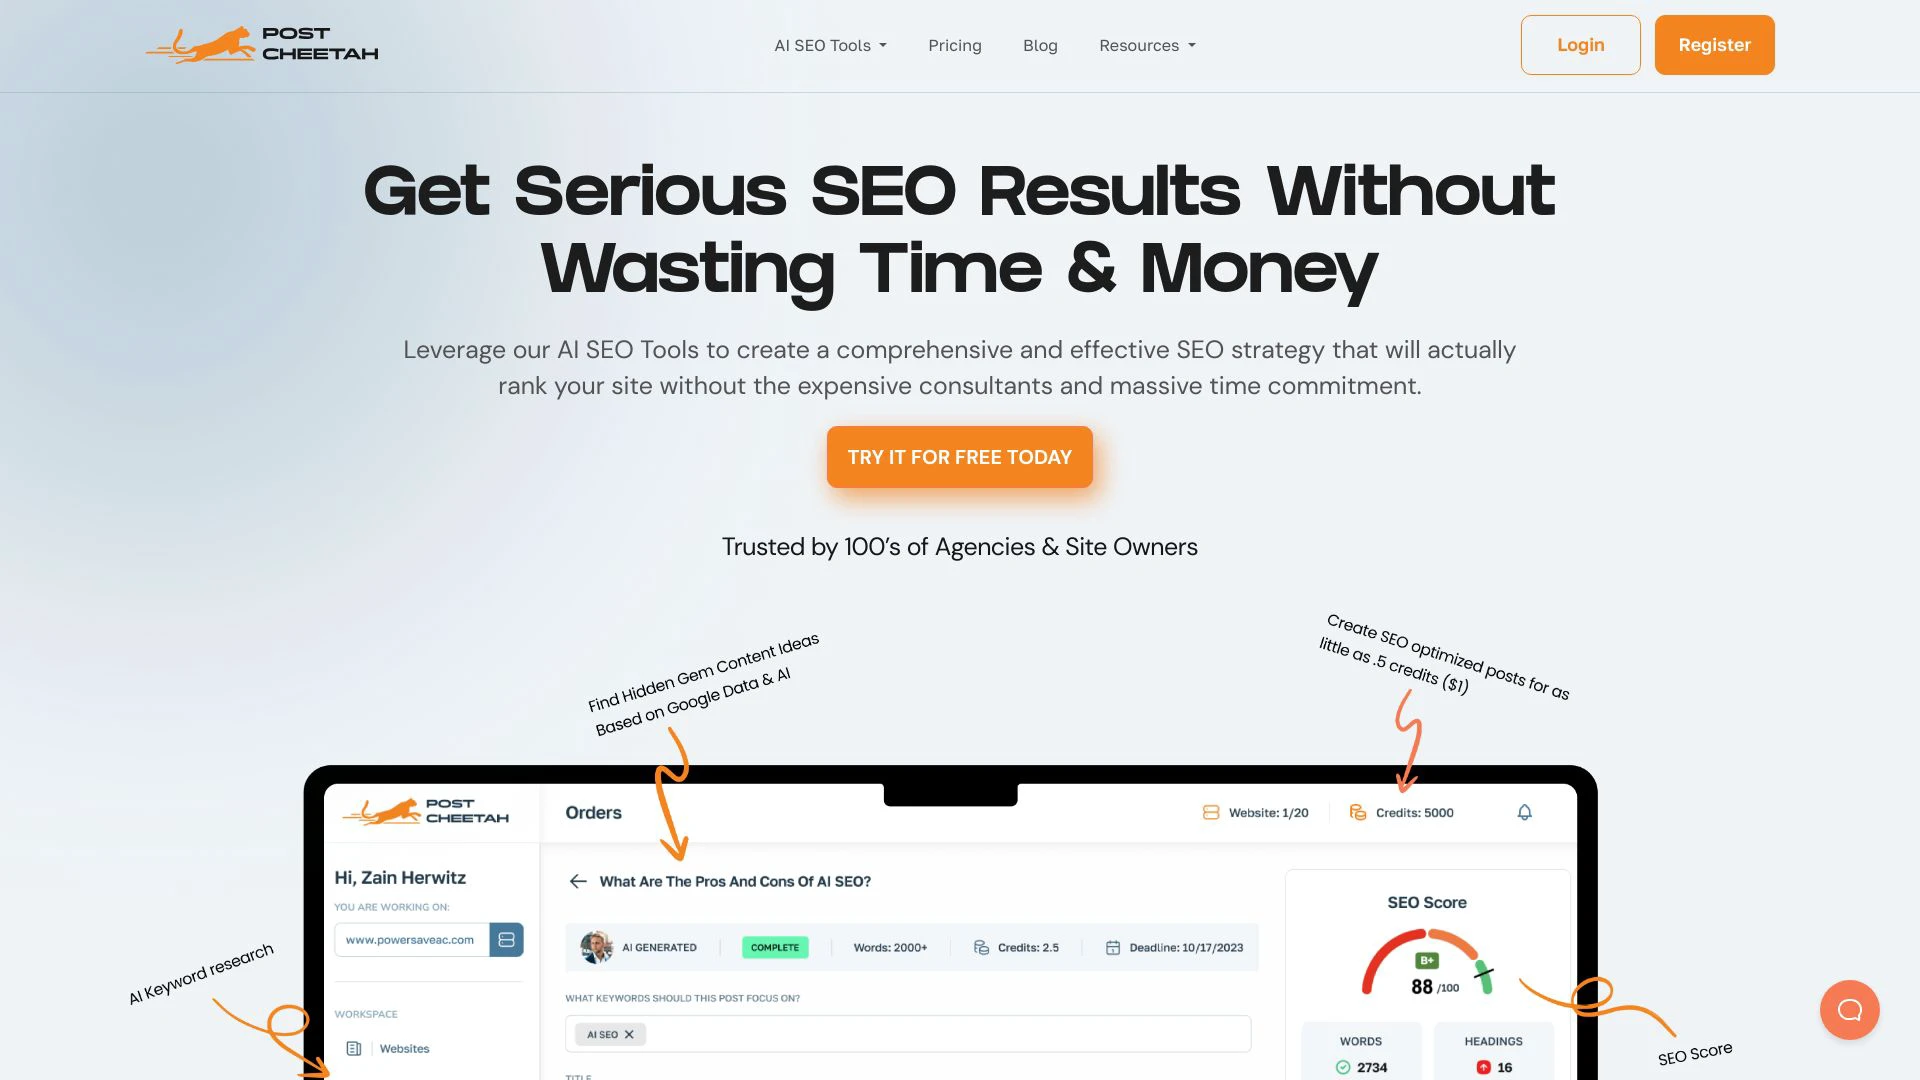 POST
CHEETAH
AI SEO Tools
Pricing
Blog
Resources
Login
Register
Get Serious SEO Results Without
Wasting Time & Money
Leverage our AI SEO Tools to create a comprehensive and effective SEO strategy that will actually
rank your site without the expensive consultants and massive time commitment.
TRY IT FOR FREE TODAY
Trusted by 100's of Agencies & Site Owners
Find Hidden Gem Content Ideas
Based on Google Data & AI
Create SEO optimized posts for as
little as .5 credits ($1)
POST
CHEETAH
Orders
Website: 1/20
Credits: 5000
Hi, Zain Herwitz
YOU ARE WORKING ON:
www.powersaveac.com
WORKSPACE
Websites
AI Keyword research
What Are The Pros And Cons Of AI SEO?
AI GENERATED
COMPLETE
Words: 2000+
Credits: 2.5
Deadline: 10/17/2023
WHAT KEYWORDS SHOULD THIS POST FOCUS ON?
AI SEO
TITLE
SEO Score
B+
88 /100
WORDS
2734
HEADINGS
16
SEO Score